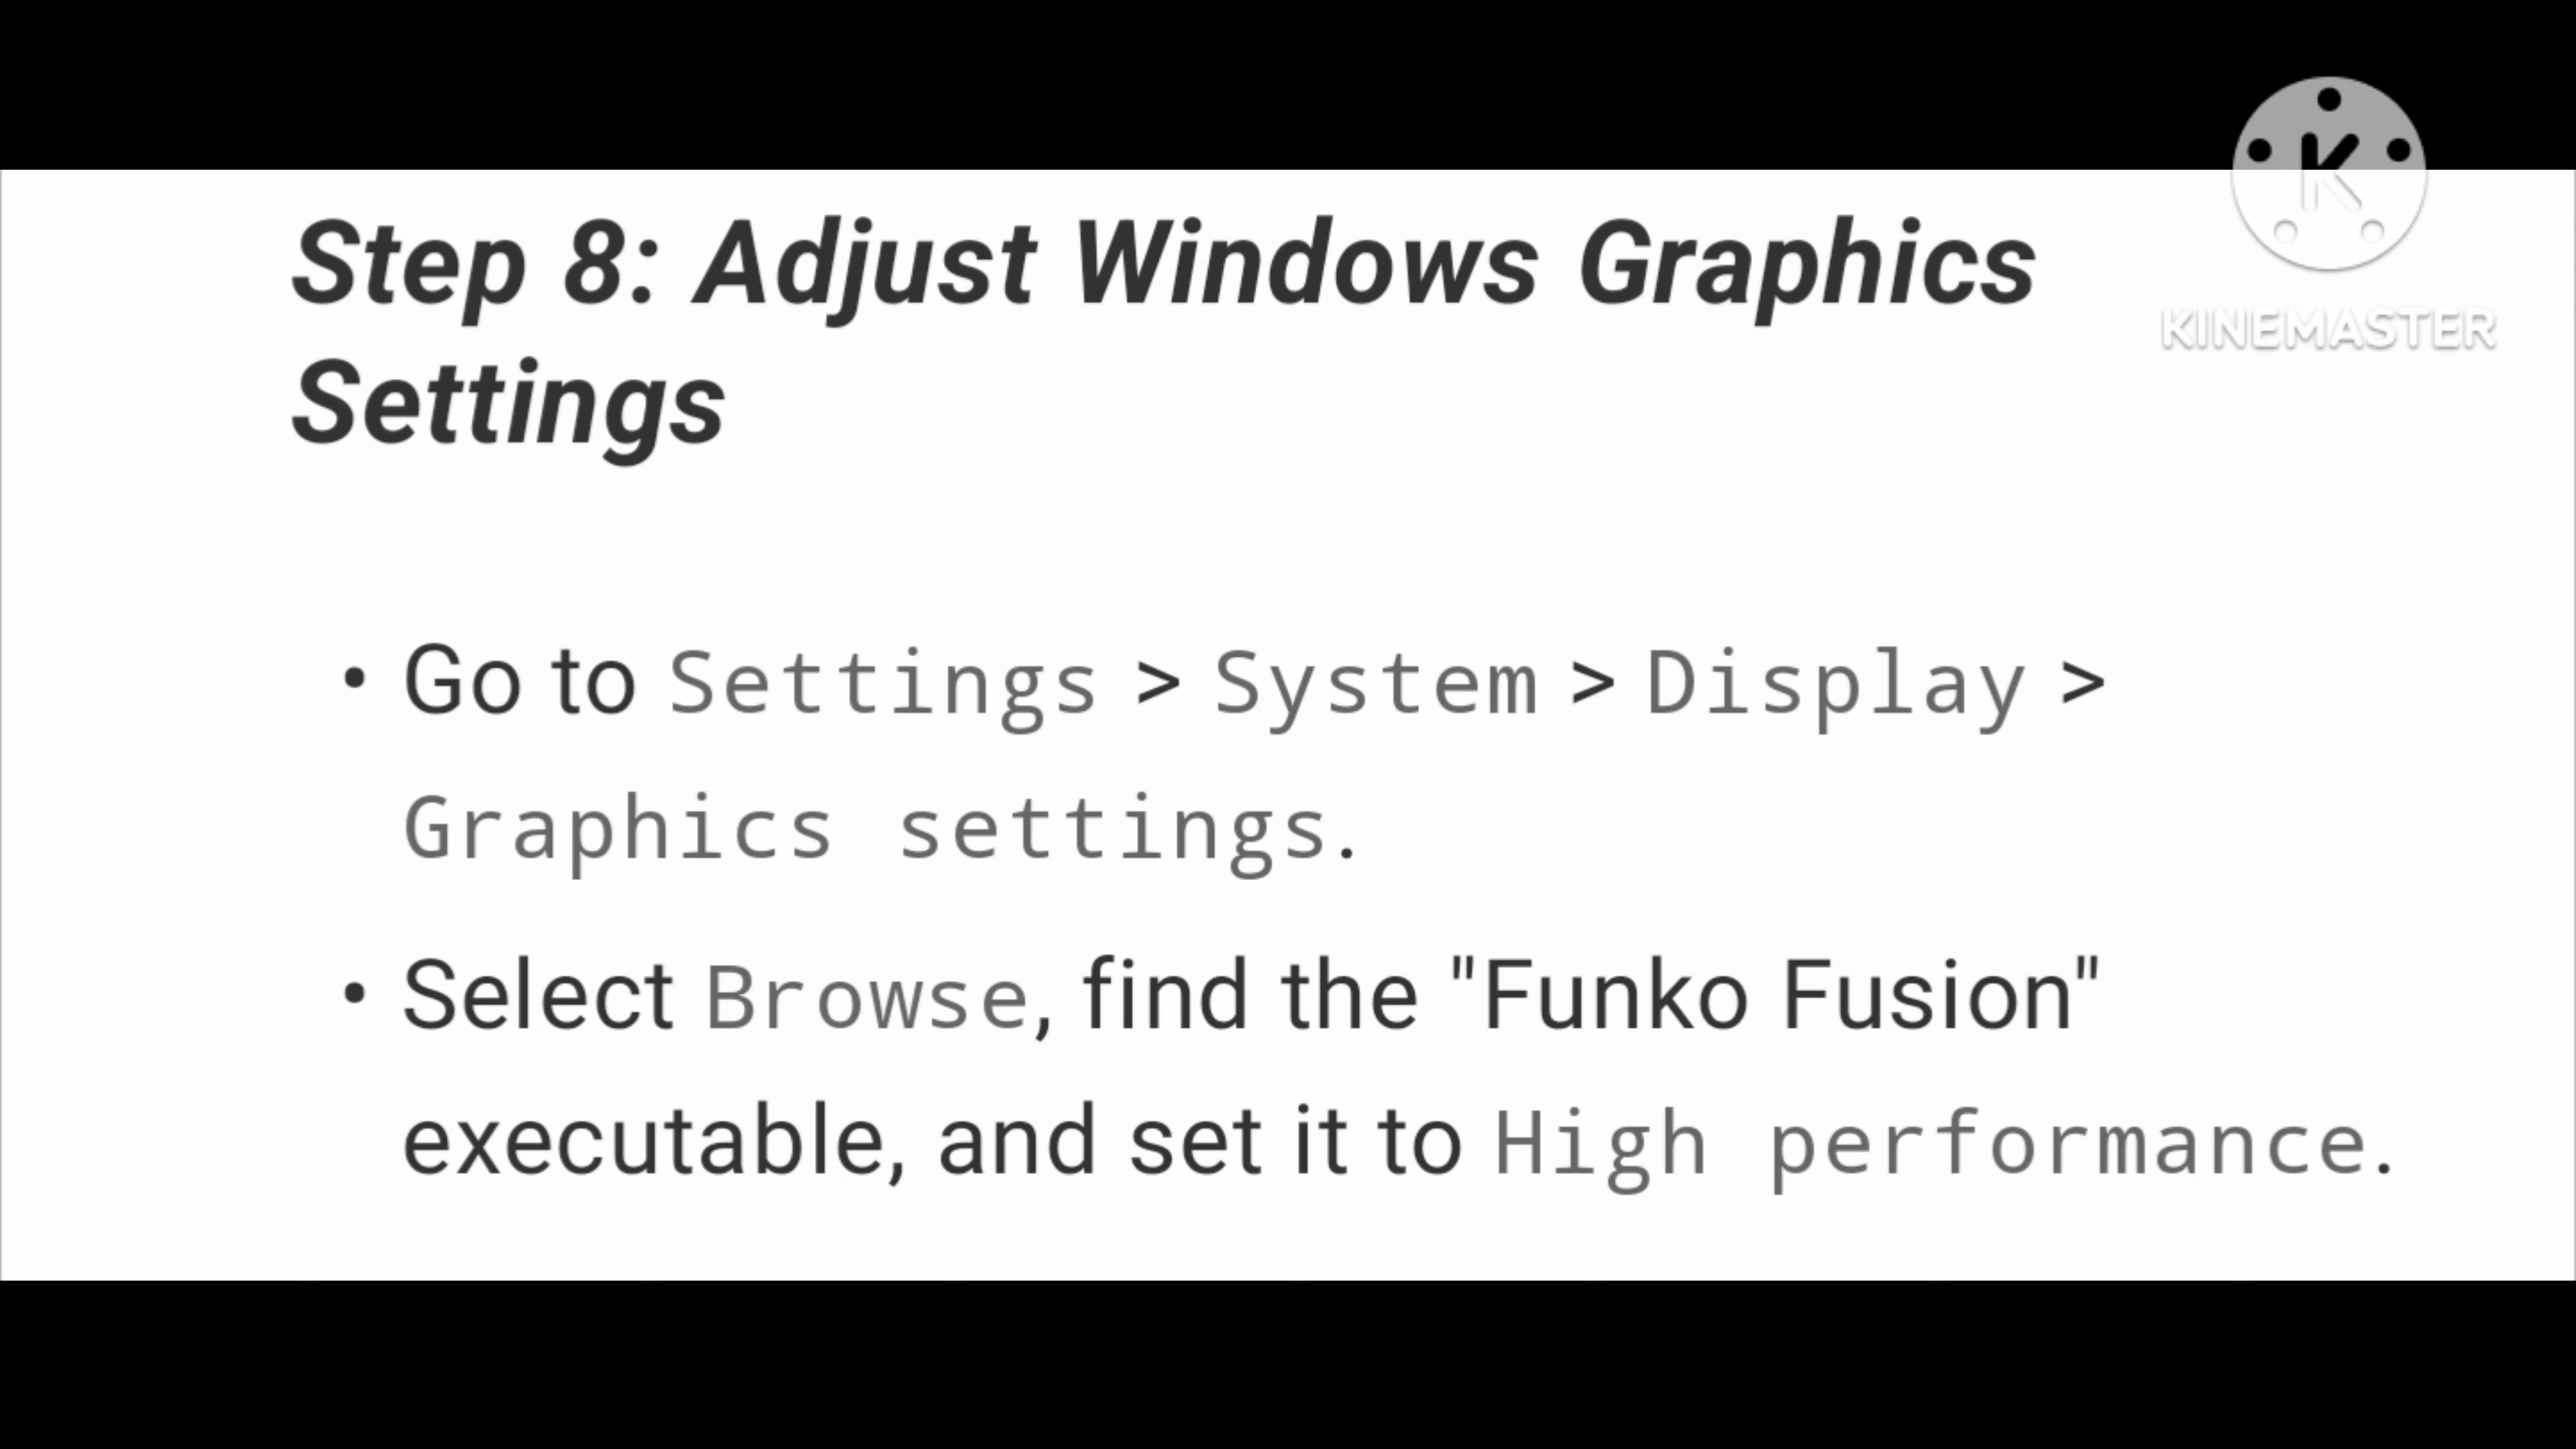 Step 8: Adjust Windows Graphics
Settings
KINEMASTER
• Go to Settings > System > Display >
Graphics settings.
• Select Browse, find the "Funko Fusion"
executable, and set it to High performance.